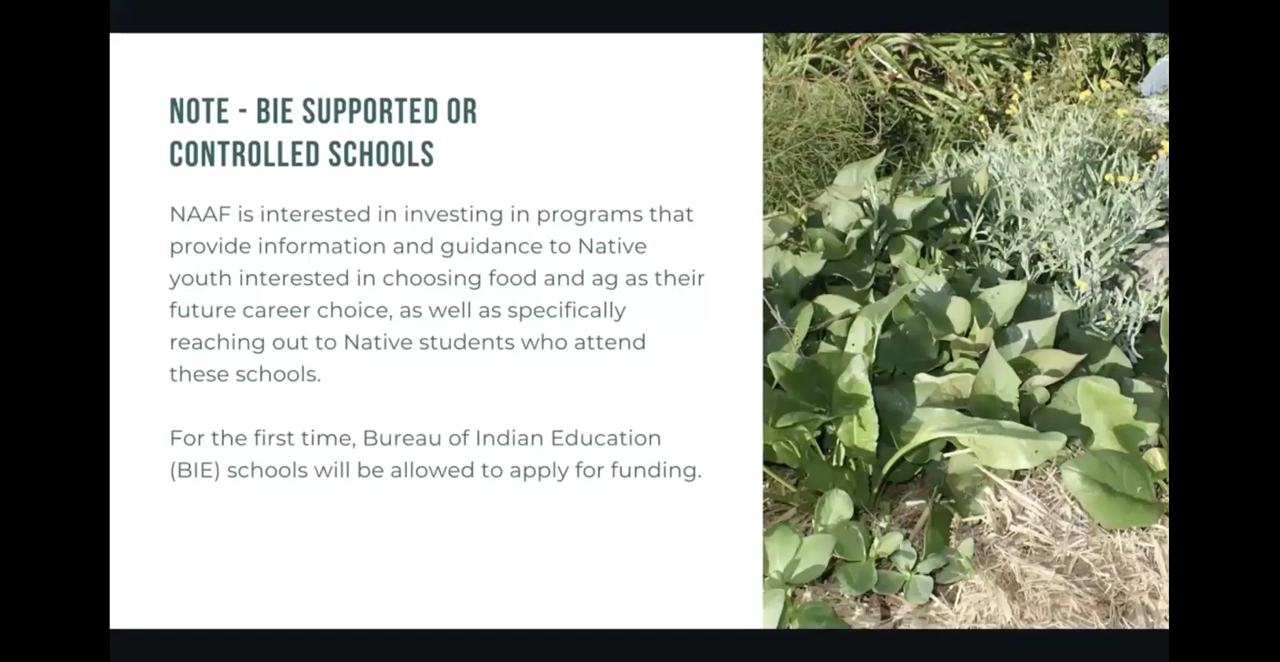 NOTE - BIE SUPPORTED OR
CONTROLLED SCHOOLS
NAAF is interested in investing in programs that
provide information and guidance to Native
youth interested in choosing food and ag as their
future career choice, as well as specifically
reaching out to Native students who attend
these schools.
For the first time, Bureau of Indian Education
(BIE) schools will be allowed to apply for funding.